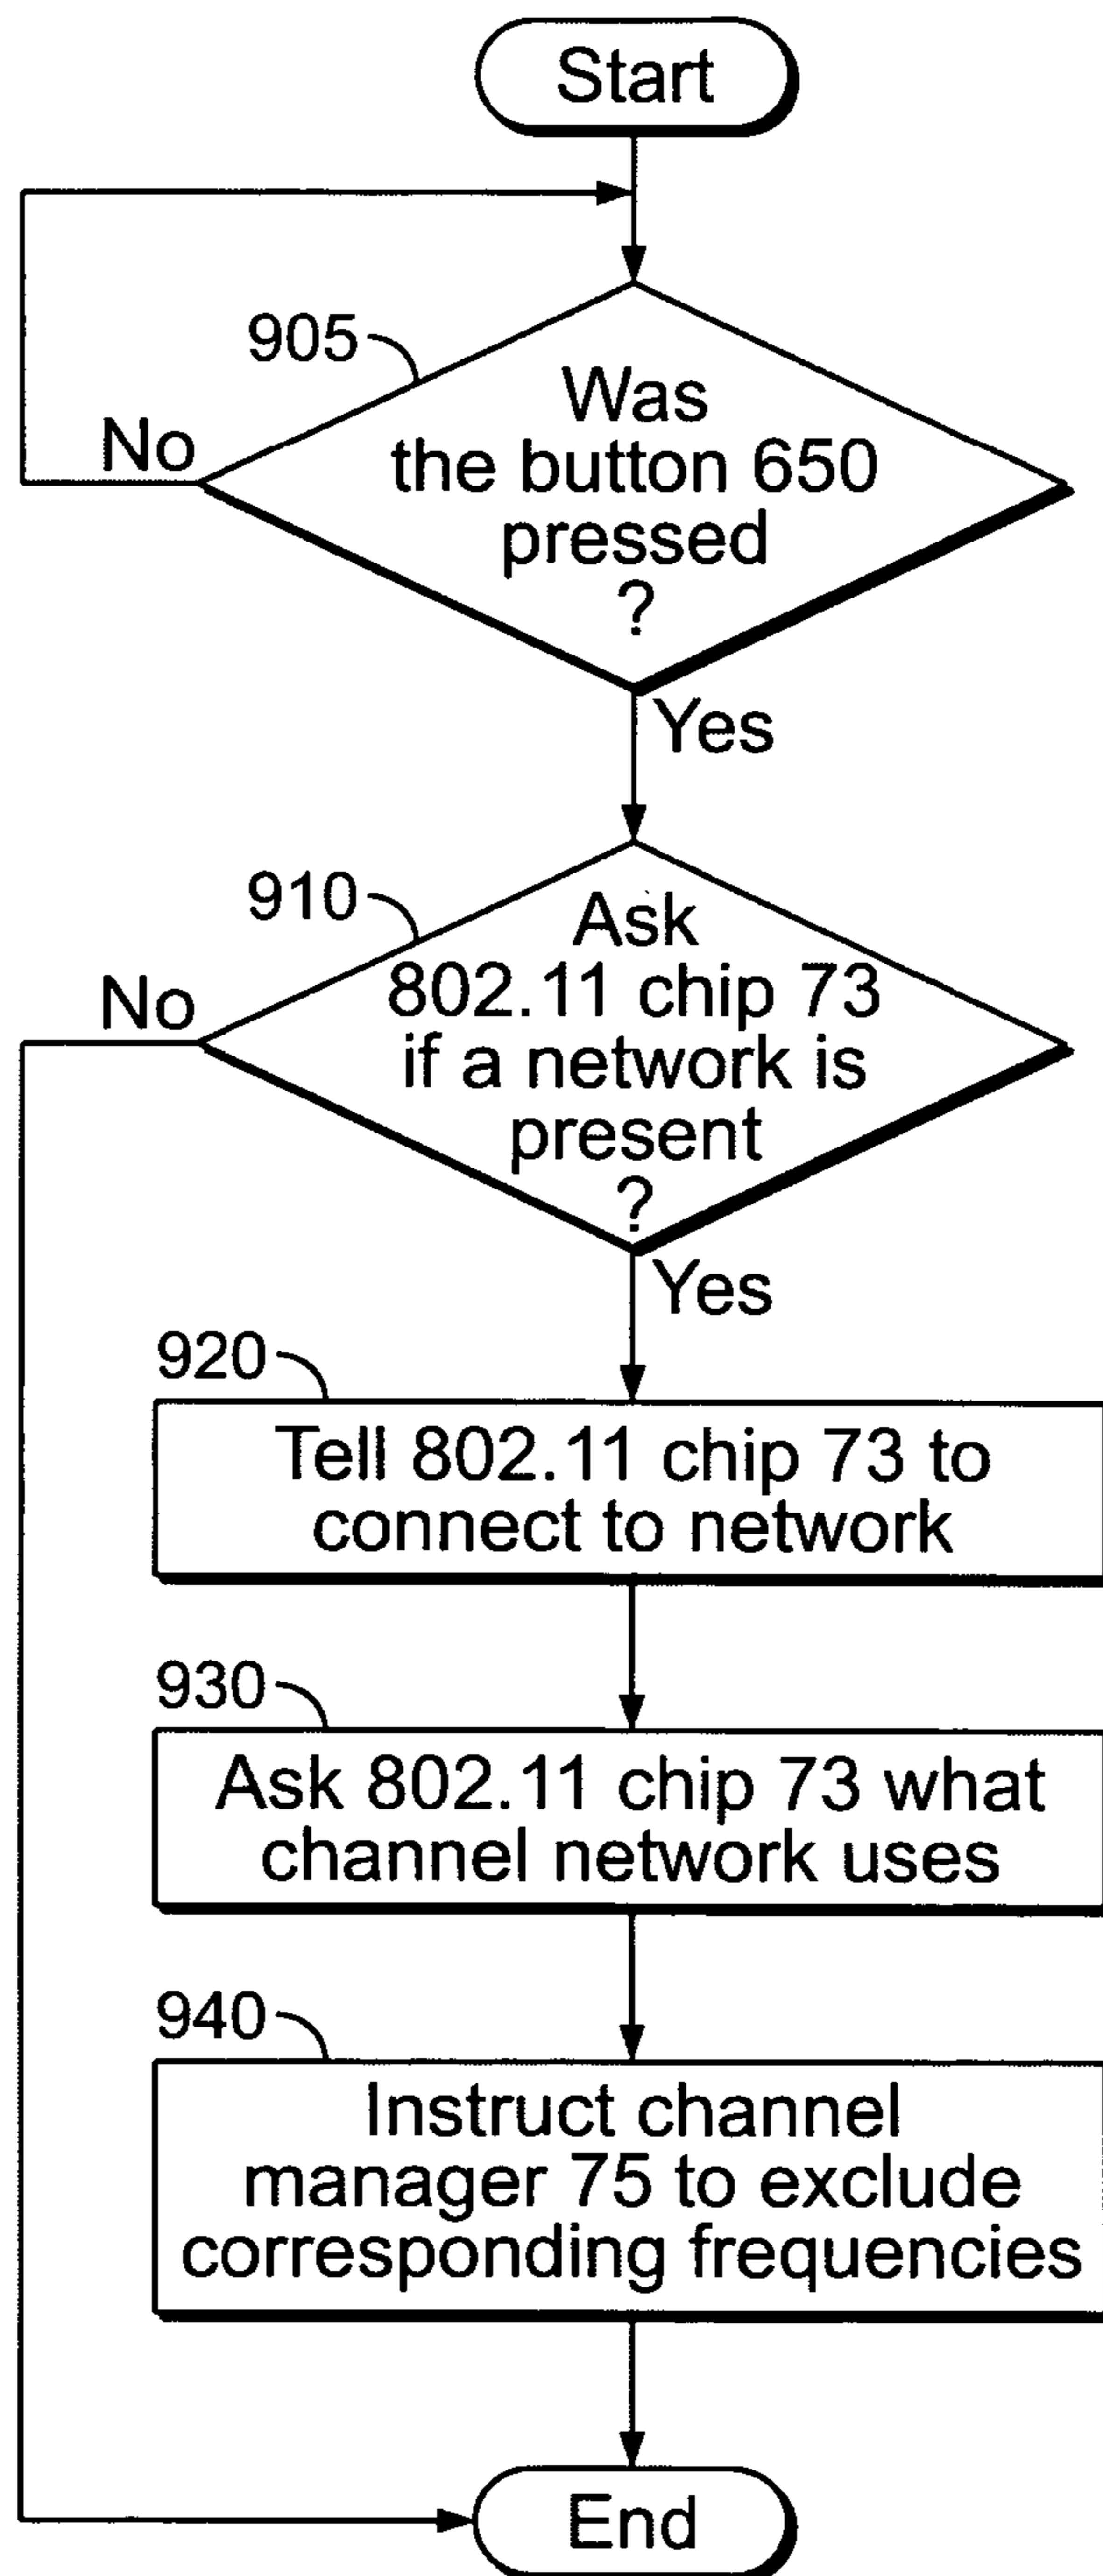 Start
905
No
Was
the button 650
pressed
?
Yes
910
No
Ask
802.11 chip 73
if a network is
present
?
Yes
920
Tell 802.11 chip 73 to
connect to network
930
Ask 802.11 chip 73 what
channel network uses
940
Instruct channel
manager 75 to exclude
corresponding frequencies
End